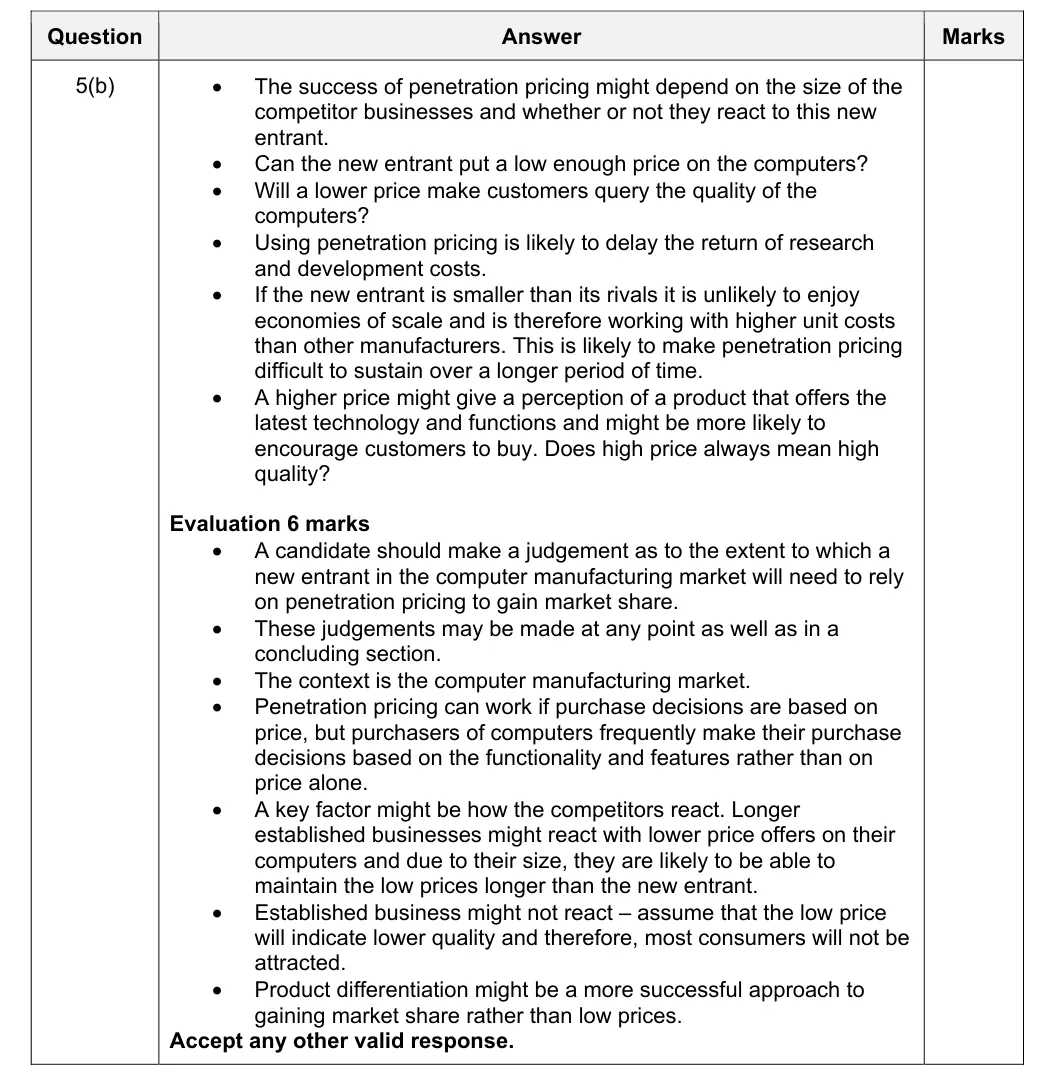 Question Answer Marks
5(b)
• The success of penetration pricing might depend on the size of the
competitor businesses and whether or not they react to this new
entrant.
• Can the new entrant put a low enough price on the computers?
• Will a lower price make customers query the quality of the
computers?
• Using penetration pricing is likely to delay the return of research
and development costs.
• If the new entrant is smaller than its rivals it is unlikely to enjoy
economies of scale and is therefore working with higher unit costs
than other manufacturers. This is likely to make penetration pricing
difficult to sustain over a longer period of time.
• A higher price might give a perception of a product that offers the
latest technology and functions and might be more likely to
encourage customers to buy. Does high price always mean high
quality?
Evaluation 6 marks
• A candidate should make a judgement as to the extent to which a
new entrant in the computer manufacturing market will need to rely
on penetration pricing to gain market share.
• These judgements may be made at any point as well as in a
concluding section.
• The context is the computer manufacturing market.
• Penetration pricing can work if purchase decisions are based on
price, but purchasers of computers frequently make their purchase
decisions based on the functionality and features rather than on
price alone.
• A key factor might be how the competitors react. Longer
established businesses might react with lower price offers on their
computers and due to their size, they are likely to be able to
maintain the low prices longer than the new entrant.
• Established business might not react – assume that the low price
will indicate lower quality and therefore, most consumers will not be
attracted.
• Product differentiation might be a more successful approach to
gaining market share rather than low prices.
Accept any other valid response.